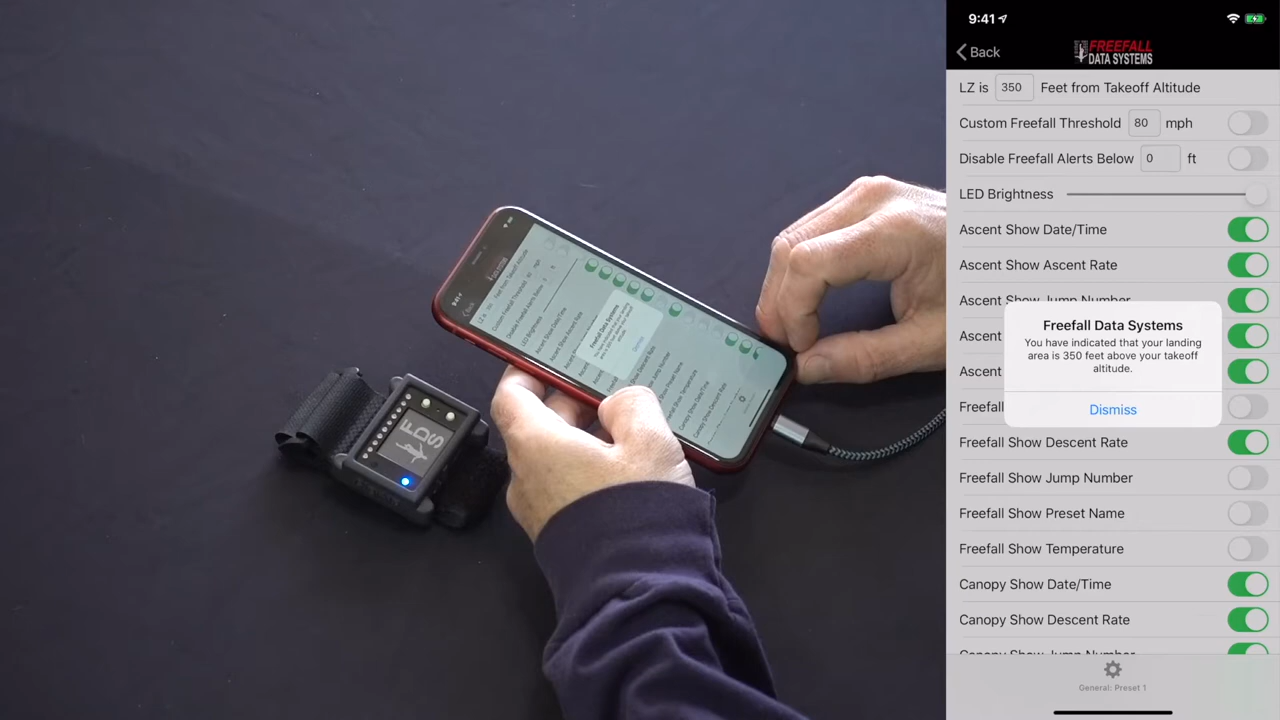 9:41
Back
FREEFALL
DATA SYSTEMS
LZ is 350 Feet from Takeoff Altitude
Custom Freefall Threshold 80 mph
Disable Freefall Alerts Below 0 ft
LED Brightness
Ascent Show Date/Time
Ascent Show Ascent Rate
Ascent Show Jump Number
Ascent
Ascent
Freefall Data Systems
You have indicated that your landing
area is 350 feet above your takeoff
altitude.
Dismiss
Freefall Show Descent Rate
Freefall Show Jump Number
Freefall Show Preset Name
Freefall Show Temperature
Canopy Show Date/Time
Canopy Show Descent Rate
Canopy Show Jump Number
General: Preset 1
FDS